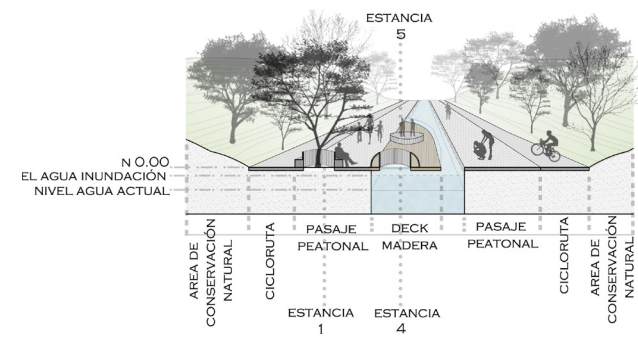 ESTANCIA
5
N 0.00
EL AGUA INUNDACIÓN
NIVEL AGUA ACTUAL
AREA DE
CONSERVACIÓN
NATURAL
CICLORUTA
PASAJE
PEATONAL
DECK
MADERA
PASAJE
PEATONAL
CICLORUTA
AREA DE
CONSERVACIÓN
NATURAL
ESTANCIA
1
ESTANCIA
4